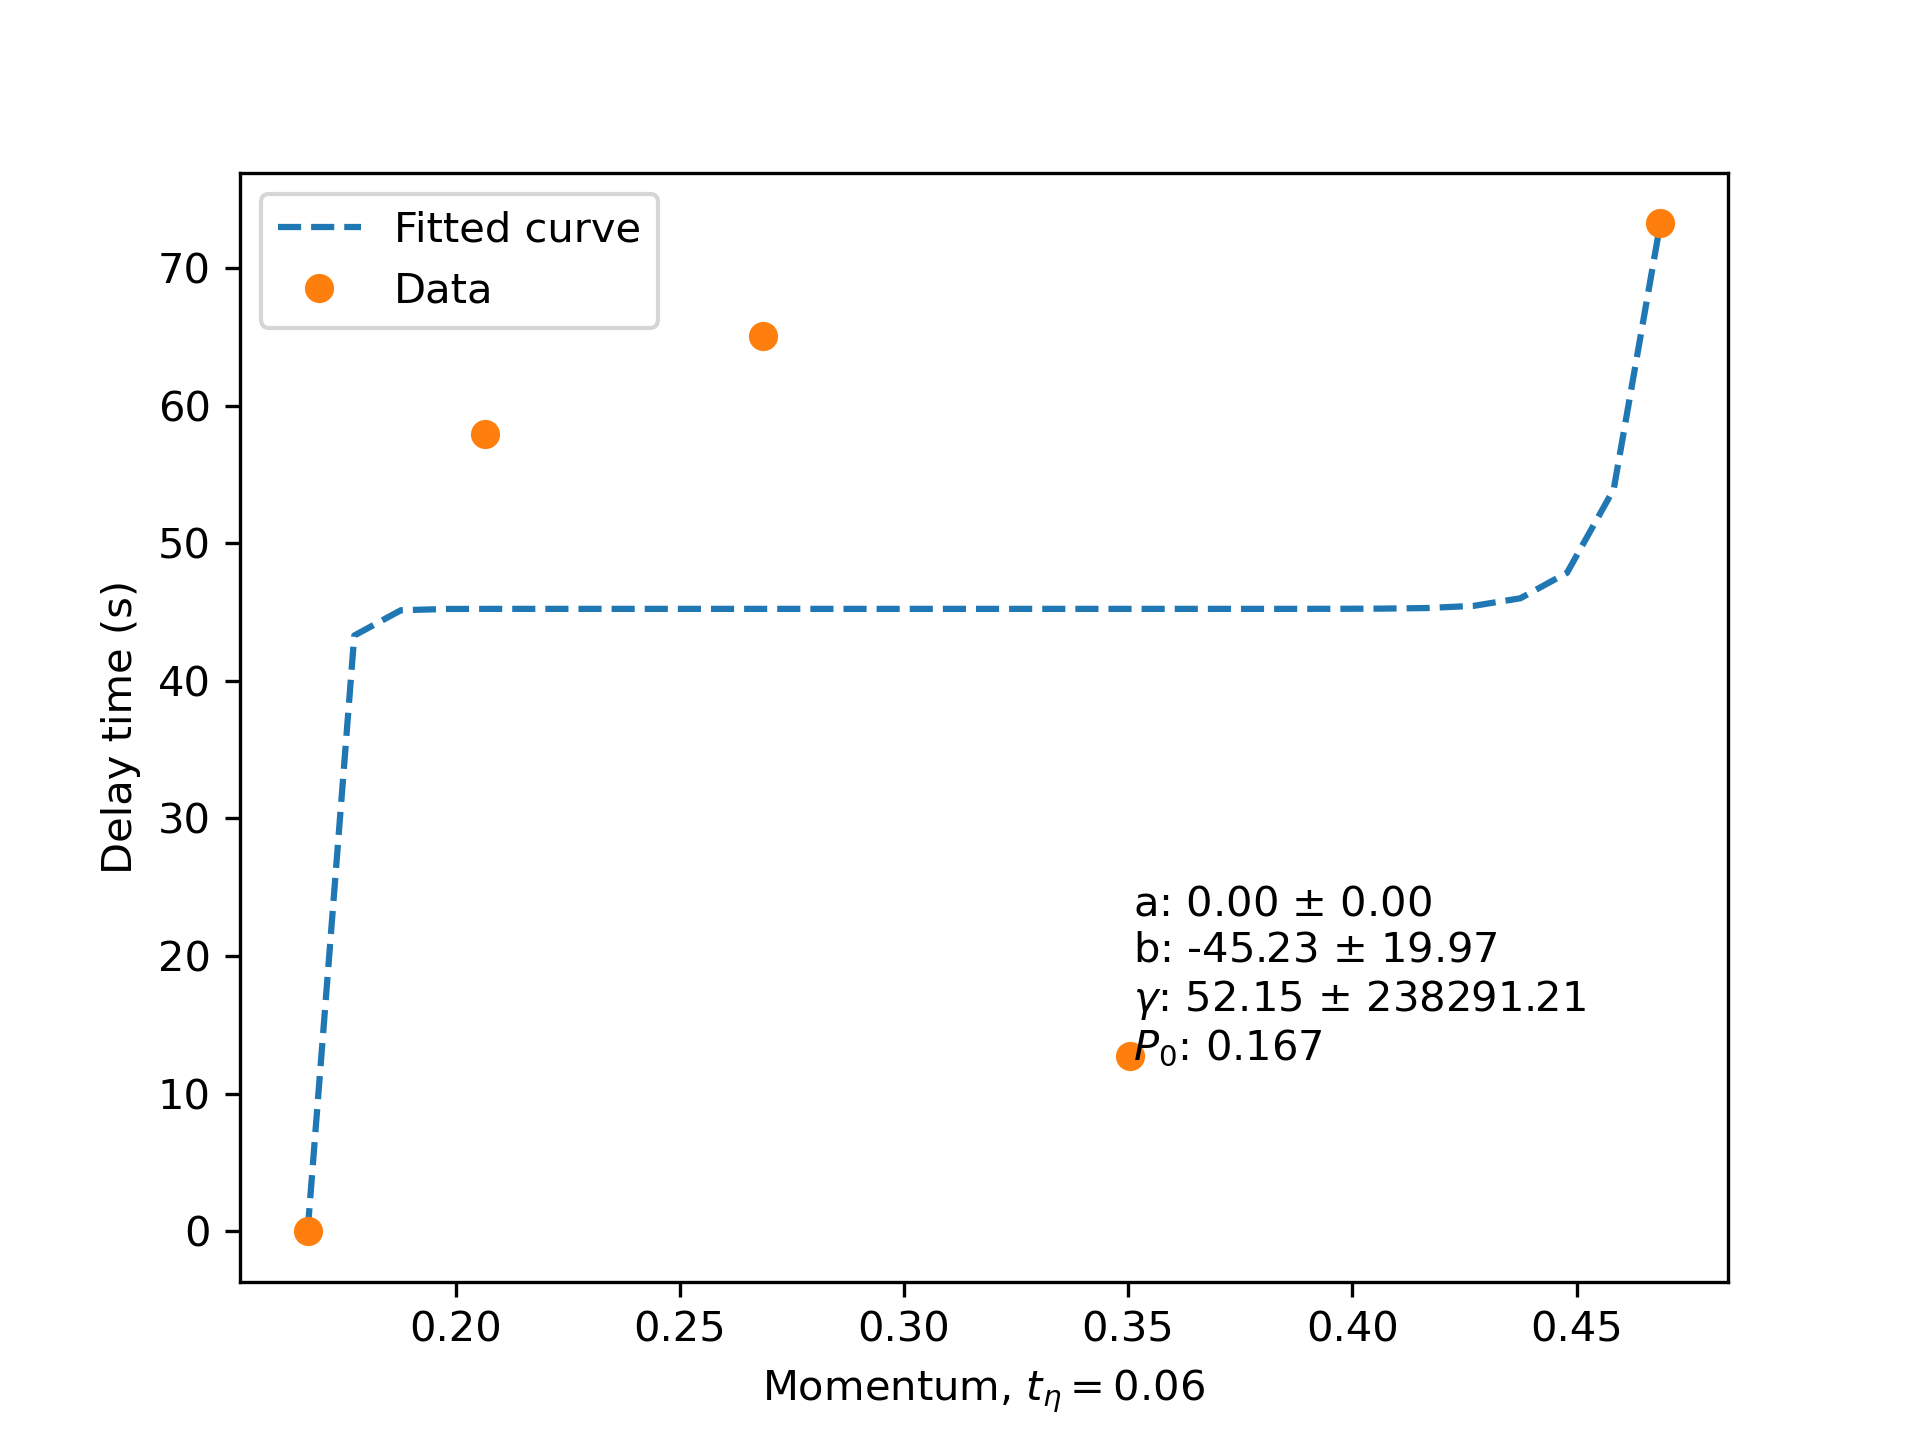 Fitted curve
Data
70
60
50
40
30
20
10
0
Delay time (s)
a: 0.00 ± 0.00
b: -45.23 ± 19.97
γ: 52.15 ± 238291.21
P₀: 0.167
0.20 0.25 0.30 0.35 0.40 0.45
Momentum, tη = 0.06